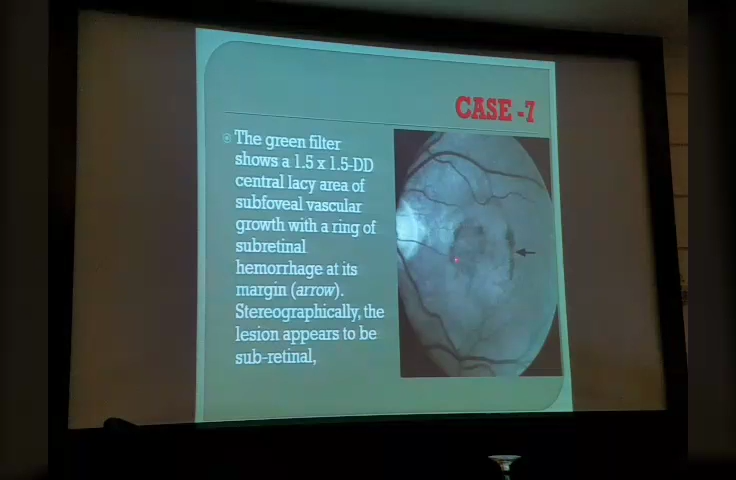 CASE -7
The green filter
shows a 1.5 x 1.5-DD
central lacy area of
subfoveal vascular
growth with a ring of
subretinal
hemorrhage at its
margin (arrow).
Stereographically, the
lesion appears to be
sub-retinal,